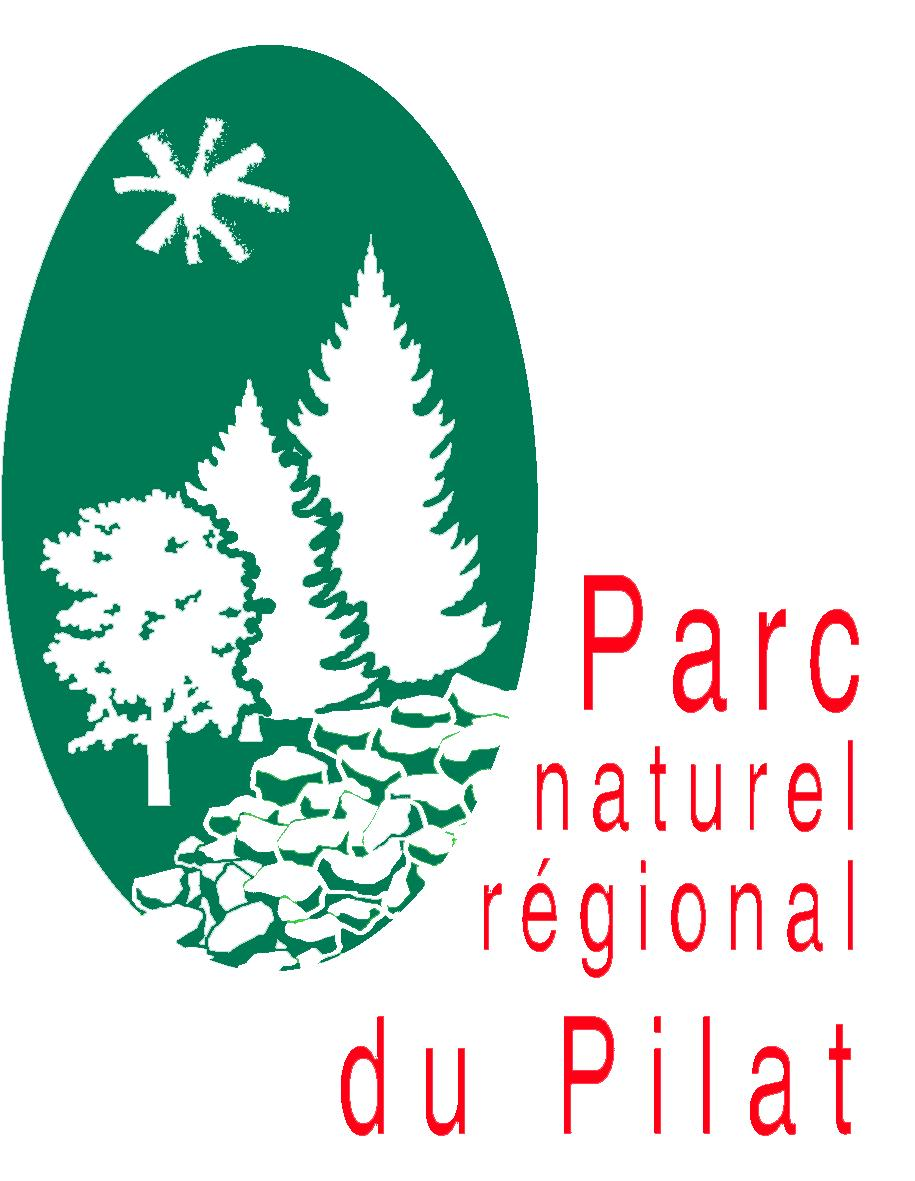 Parc
naturel
régional
du Pilat